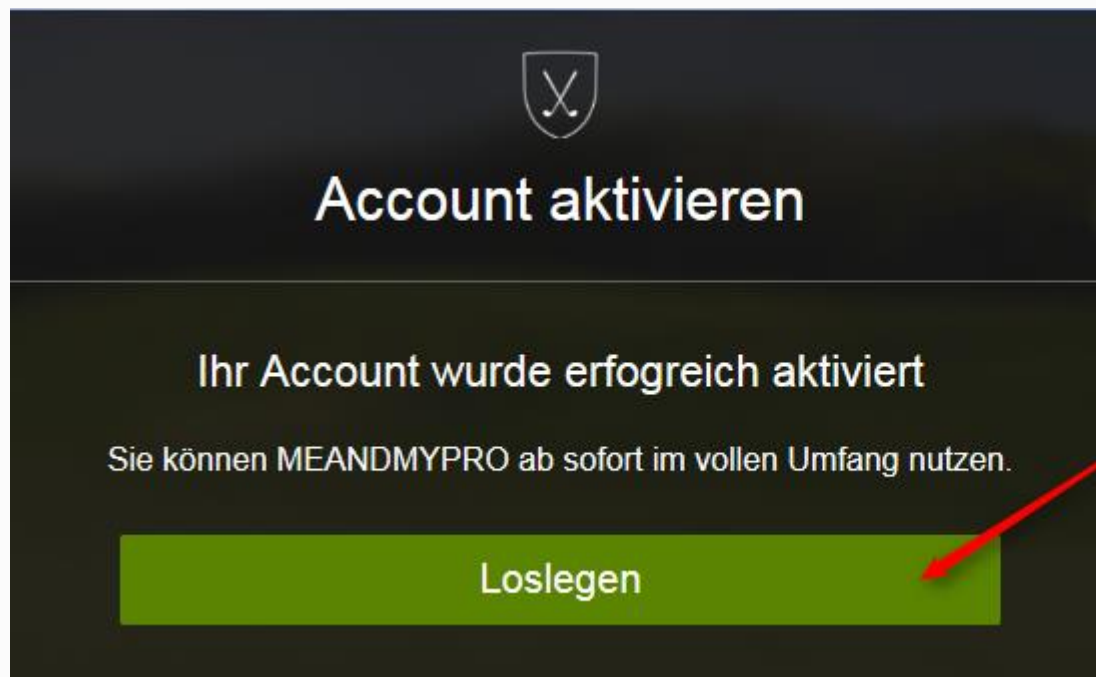 Account aktivieren
Ihr Account wurde erfogreich aktiviert
Sie können MEANDMYPRO ab sofort im vollen Umfang nutzen.
Loslegen